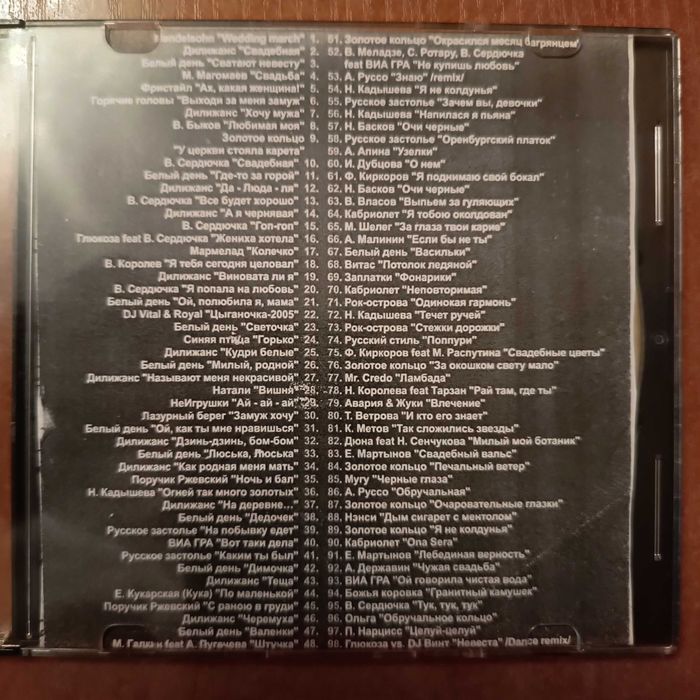 Mendelsohn "Wedding march" 1.
Дилижанс "Свадебная" 2.
Белый день "Сватают невесту" 3.
М. Магомаев "Свадьба" 4.
Фристайл "Ах, какая женщина! 5.
Горячие головы "Выходи за меня замуж" 6.
Дилижанс "Хочу мужа" 7.
В. Быков "Любимая моя" 8.
Золотое кольцо 9.
"У церкви стояла карета"
В. Сердючка "Свадебная" 10.
Белый день "Где-то за горой" 11.
Дилижанс "Да - Люда - ля" 12.
В. Сердючка "Все будет хорошо" 13.
Дилижанс "А я чернявая" 14.
В. Сердючка "Гоп-гоп" 15.
Глюкоза feat В. Сердючка "Жениха хотела" 16.
Мармелад "Колечко" 17.
В. Королев "Я тебя сегодня целовал" 18.
Дилижанс "Виновата ли я" 19.
В. Сердючка "Я попала на любовь" 20.
Белый день "Ой, полюбила я, мама" 21.
DJ Vital & Royal "Цыганочка-2005" 22.
Белый день "Светочка" 23.
Синяя птица "Горько" 24.
Дилижанс "Кудри белые" 25.
Белый день "Милый, родной" 26.
Дилижанс "Называют меня некрасивой" 27.
Натали "Вишня" 28.
НеИгрушки "Ай - ай - ай"
Лазурный берег "Замуж хочу" 30.
Белый день "Ой, как ты мне нравишься" 31.
Дилижанс "Дзинь-дзинь, бом-бом" 32.
Белый день "Люська, Люська" 33.
Дилижанс "Как родная меня мать" 34.
Поручик Ржевский "Ночь и бал" 35.
Н. Кадышева "Огней так много золотых" 36.
Дилижанс "На деревне..." 37.
Белый день "Дедочек" 38.
Русское застолье "На побывку едет" 39.
ВИА ГРА "Вот таки дела" 40.
Русское застолье "Каким ты был" 41.
Белый день "Димочка" 42.
Дилижанс "Теща" 43.
Е. Кукарская (Кука) "По маленькой" 44.
Поручик Ржевский "С раною в груди" 45.
Дилижанс "Черемуха" 46.
Белый день "Валенки" 47.
М. Галкин feat А. Пугачева "Штучка" 48.
51. Золотое кольцо "Окрасился месяц багрянцем"
52. В. Меладзе, С. Ротару, В. Сердючка
feat ВИА ГРА "Не купишь любовь"
53. А. Руссо "Знаю" /remix/
54. Н. Кадышева "Я не колдунья"
55. Русское застолье "Зачем вы, девочки"
56. Н. Кадышева "Напилася я пьяна"
57. Н. Басков "Очи черные"
58. Русское застолье "Оренбургский платок"
59. А. Апина "Узелки"
60. И. Дубцова "О нем"
61. Ф. Киркоров "Я поднимаю свой бокал"
62. Н. Басков "Очи черные"
63. В. Власов "Выпьем за гуляющих"
64. Кабриолет "Я тобою околдован"
65. М. Шелег "За глаза твои карие"
66. А. Малинин "Если бы не ты"
67. Белый день "Васильки"
68. Витас "Потолок ледяной"
69. Заплатки "Фонарики"
70. Кабриолет "Неповторимая"
71. Рок-острова "Одинокая гармонь"
72. Н. Кадышева "Течет ручей"
73. Рок-острова "Стежки дорожки"
74. Русский стиль "Поппури"
75. Ф. Киркоров feat М. Распутина "Свадебные цветы"
76. Золотое кольцо "За окошком свету мало"
77. Mr. Credo "Ламбада"
78. Н. Королева feat Тарзан "Рай там, где ты"
79. Авария & Жуки "Влечение"
80. Т. Ветрова "И кто его знает"
81. К. Метов "Так сложились звезды"
82. Дюна feat Н. Сенчукова "Милый мой ботаник"
83. Е. Мартынов "Свадебный вальс"
84. Золотое кольцо "Печальный ветер"
85. Мугу "Черные глаза"
86. А. Руссо "Обручальная"
87. Золотое кольцо "Очаровательные глазки"
88. Нэнси "Дым сигарет с ментолом"
89. Золотое кольцо "Я не колдунья"
90. Кабриолет "Ona Sera"
91. Е. Мартынов "Лебединая верность"
92. А. Державин "Чужая свадьба"
93. ВИА ГРА "Ой говорила чистая вода"
94. Божья коровка "Гранитный камушек"
95. В. Сердючка "Тук, тук, тук"
96. Ольга "Обручальное кольцо"
97. П. Нарцисс "Целуй-целуй"
98. Глюкоза vs. DJ Винт "Невеста" /Dance remix/